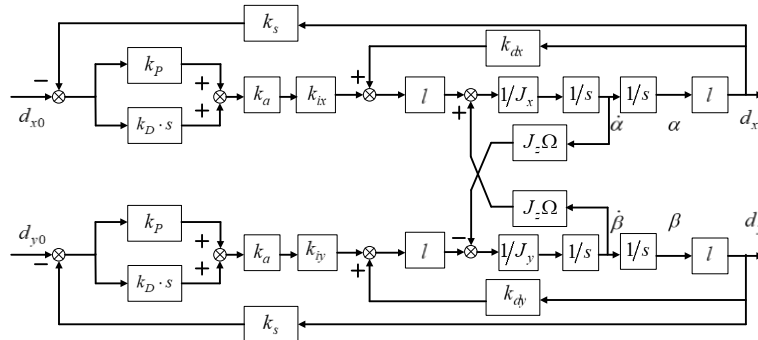 k_s
k_dx
− k_P + + k_D · s
d_x0
k_a k_ix + l + 1/J_x 1/s α̇ 1/s α l d_x
J_zΩ
J_zΩ
d_y0 − k_P + + k_D · s
k_a k_iy + l − 1/J_y 1/s β̇ 1/s β l
k_dy
k_s